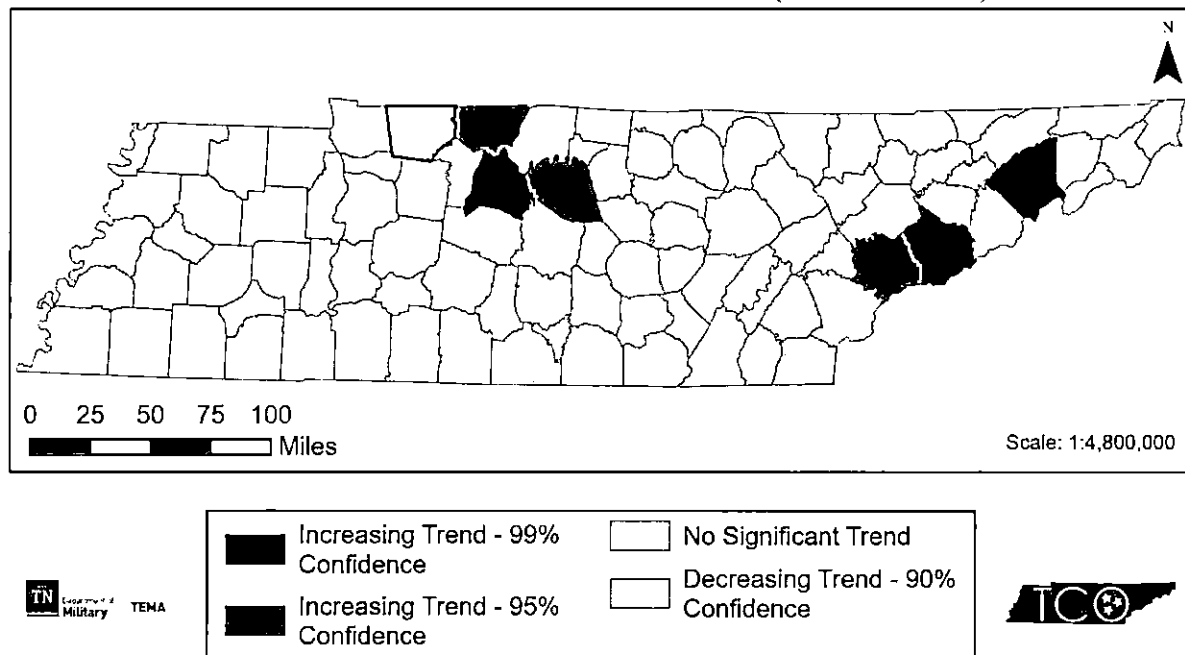 N
0 25 50 75 100
Miles
Scale: 1:4,800,000
Increasing Trend - 99%
Confidence
Increasing Trend - 95%
Confidence
No Significant Trend
Decreasing Trend - 90%
Confidence
TN
Military
TEMA
TCO